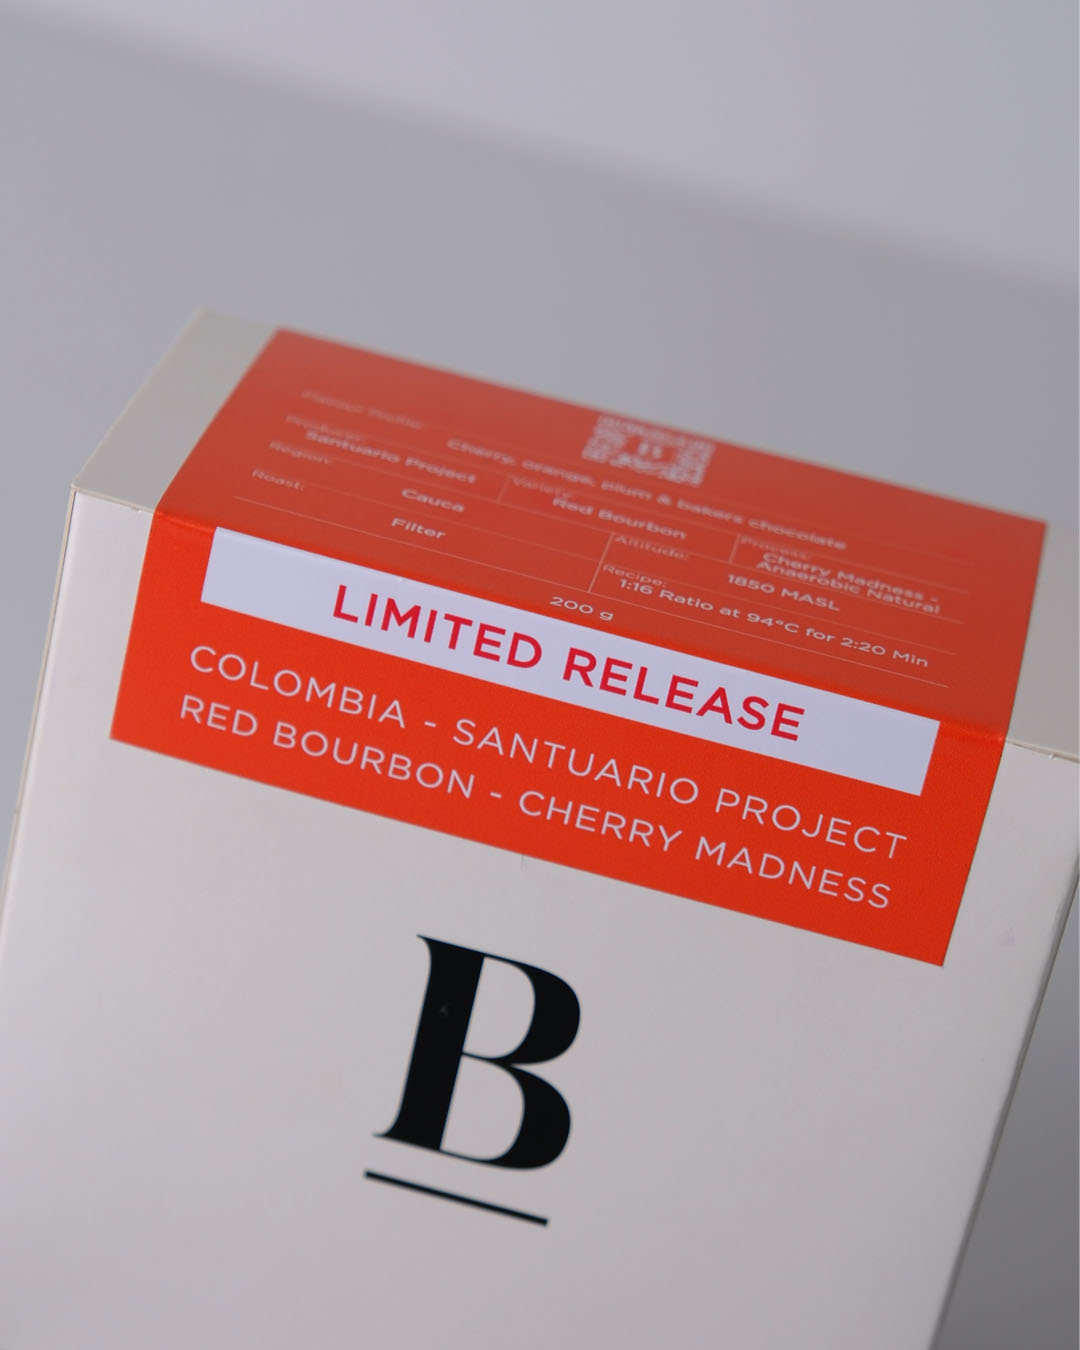 Flavour Profile: Cherry, orange, plum & bakers chocolate
Producer: Santuario Project
Variety: Red Bourbon
Process: Cherry Madness - Anaerobic Natural
Region: Cauca
Altitude: 1850 MASL
Roast: Filter
Recipe: 1:16 Ratio at 94°C for 2:20 Min
200 g
LIMITED RELEASE
COLOMBIA - SANTUARIO PROJECT
RED BOURBON - CHERRY MADNESS
B